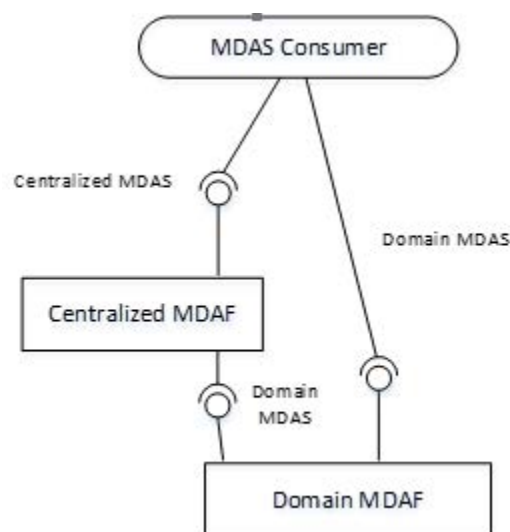 MDAS Consumer
Centralized MDAS
Domain MDAS
Centralized MDAF
Domain
MDAS
Domain MDAF